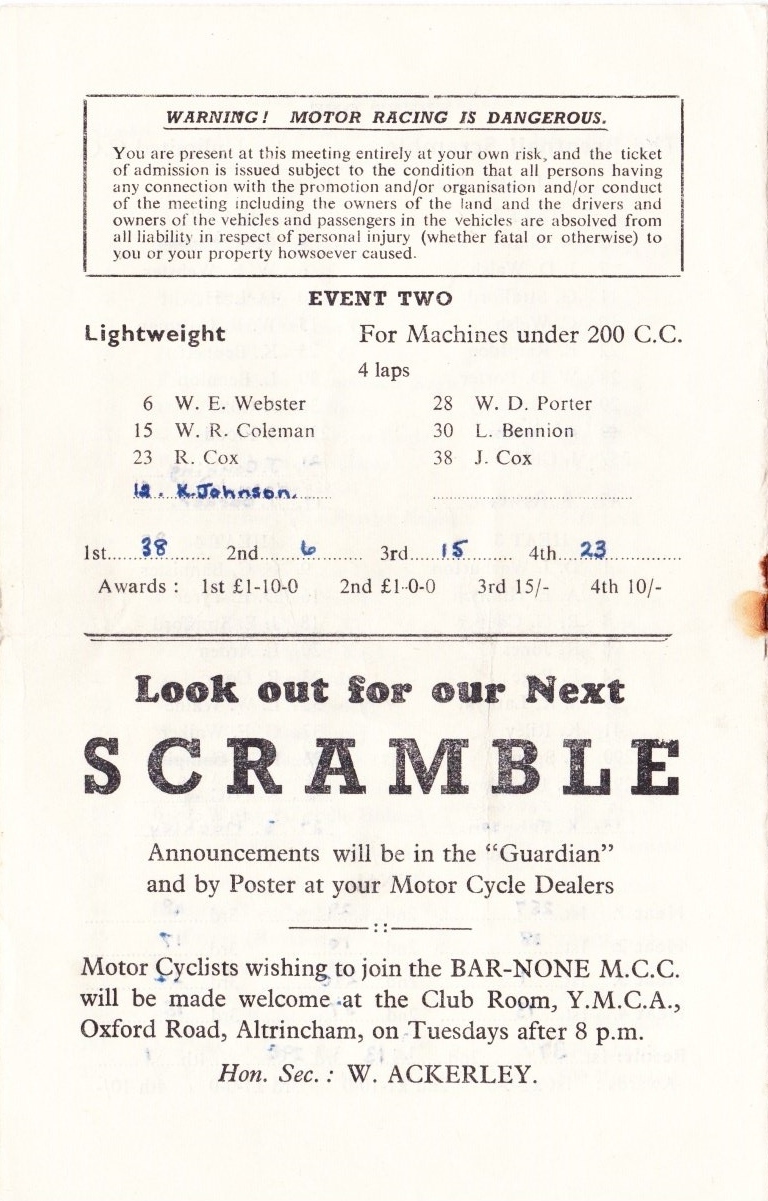 WARNING! MOTOR RACING IS DANGEROUS.
You are present at this meeting entirely at your own risk, and the ticket
of admission is issued subject to the condition that all persons having
any connection with the promotion and/or organisation and/or conduct
of the meeting including the owners of the land and the drivers and
owners of the vehicles and passengers in the vehicles are absolved from
all liability in respect of personal injury (whether fatal or otherwise) to
you or your property howsoever caused.
EVENT TWO
Lightweight For Machines under 200 C.C.
4 laps
6 W. E. Webster 28 W. D. Porter
15 W. R. Coleman 30 L. Bennion
23 R. Cox 38 J. Cox
12. K. Johnson.
1st......38......... 2nd.......6......... 3rd......15......... 4th....23...............
Awards : 1st £1-10-0 2nd £1-0-0 3rd 15/- 4th 10/-
Look out for our Next
SCRAMBLE
Announcements will be in the "Guardian"
and by Poster at your Motor Cycle Dealers
Motor Cyclists wishing to join the BAR-NONE M.C.C.
will be made welcome at the Club Room, Y.M.C.A.,
Oxford Road, Altrincham, on Tuesdays after 8 p.m.
Hon. Sec. : W. ACKERLEY.